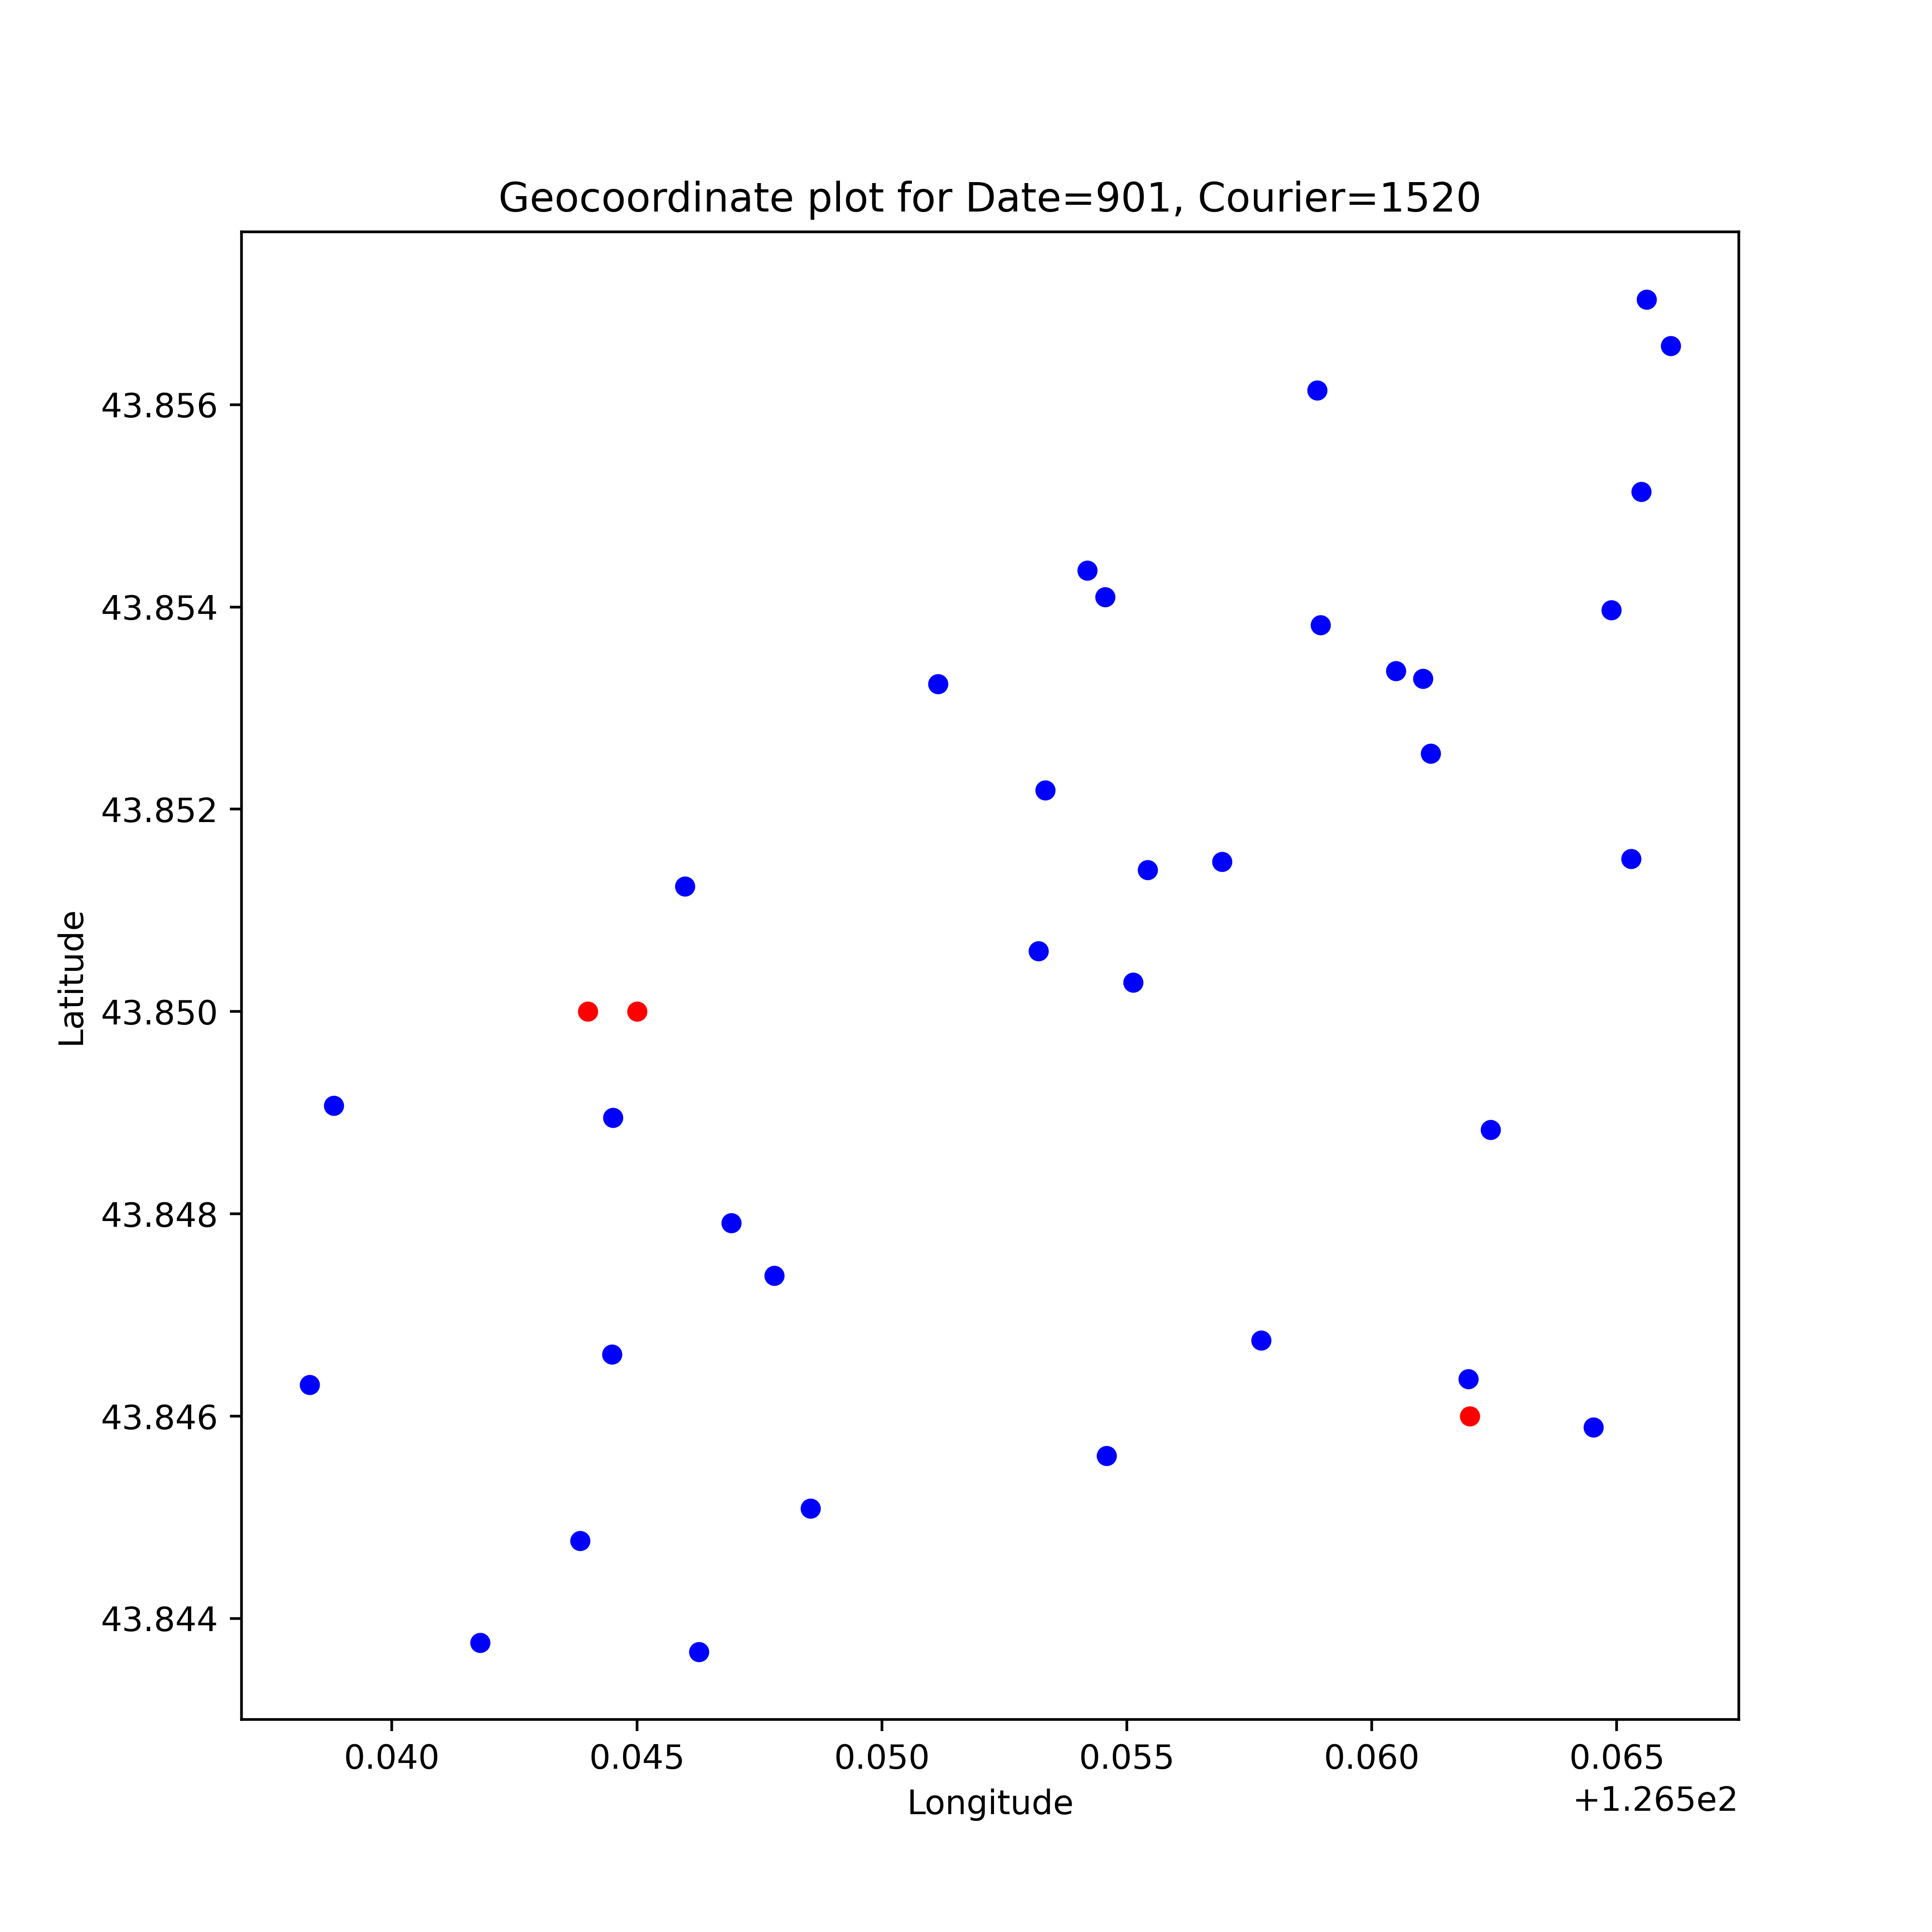 Geocoordinate plot for Date=901, Courier=1520
43.856
43.854
43.852
43.850
43.848
43.846
43.844
Latitude
0.040 0.045 0.050 0.055 0.060 0.065
+1.265e2
Longitude